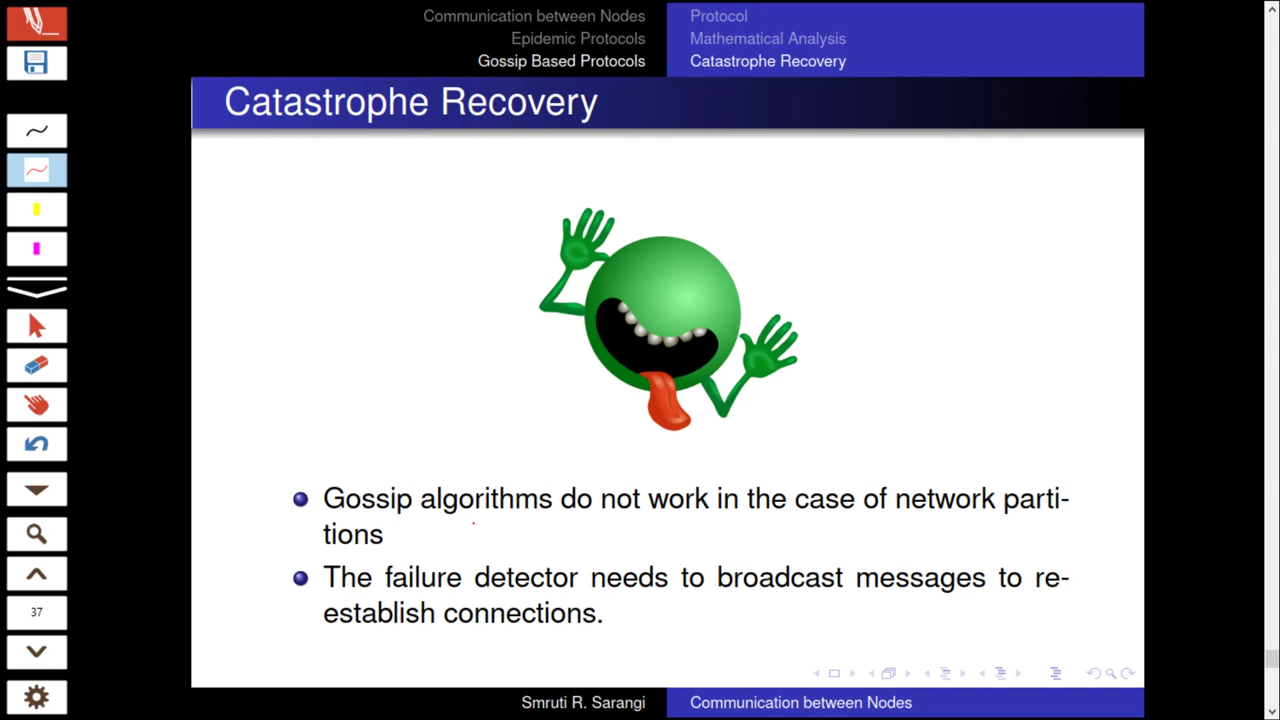 Communication between Nodes
Epidemic Protocols
Gossip Based Protocols
Protocol
Mathematical Analysis
Catastrophe Recovery
Catastrophe Recovery
Gossip algorithms do not work in the case of network parti-
tions
The failure detector needs to broadcast messages to re-
establish connections.
37
Smruti R. Sarangi
Communication between Nodes